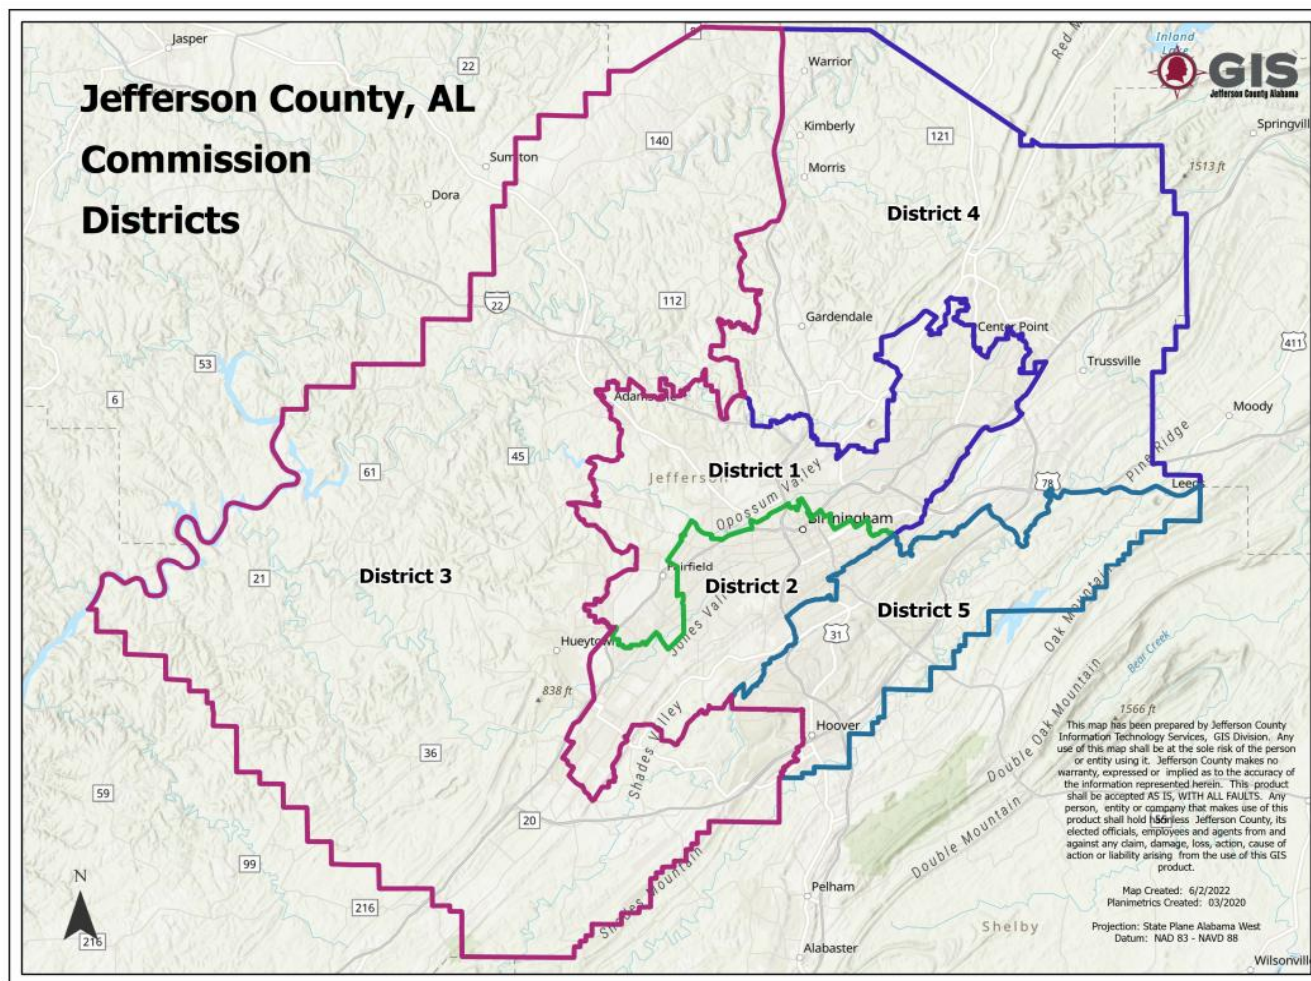 Jefferson County, AL
Commission
Districts
GIS
Jefferson County Alabama
Jasper
22
8
Warrior
Red M
Inland
Lake
Springvill
Kimberly
140
121
Sumiton
Morris
1513 ft
Dora
District 4
22
112
Gardendale
Center Point
411
53
Trussville
6
Adamsville
Moody
Pine Ridge
45
61
District 1
Jefferson
Opossum Valley
78
Leeds
Birmingham
21
District 3
Fairfield
District 2
Jones Valley
District 5
31
Hueytown
Oak Mountain
Bear Creek
838 ft
Shades Valley
1566 ft
Hoover
36
Double Oak Mountain
59
20
55
Double Mountain
99
Shades Mountain
216
Pelham
N
216
Shelby
Alabaster
Wilsonvill
This map has been prepared by Jefferson County
Information Technology Services, GIS Division. Any
use of this map shall be at the sole risk of the person
or entity using it. Jefferson County makes no
warranty, expressed or implied as to the accuracy of
the information represented herein. This product
shall be accepted AS IS, WITH ALL FAULTS. Any
person, entity or company that makes use of this
product shall hold harmless Jefferson County, its
elected officials, employees and agents from and
against any claim, damage, loss, action, cause of
action or liability arising from the use of this GIS
product.
Map Created: 6/2/2022
Planimetrics Created: 03/2020
Projection: State Plane Alabama West
Datum: NAD 83 - NAVD 88